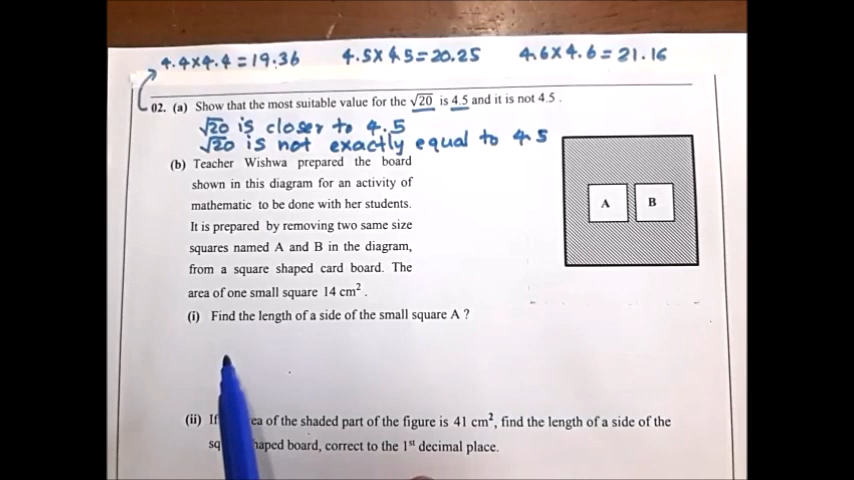 4.4×4.4=19.36 4.5×4.5=20.25 4.6×4.6=21.16
02. (a) Show that the most suitable value for the √20 is 4.5 and it is not 4.5 .
√20 is closer to 4.5
√20 is not exactly equal to 4.5
(b) Teacher Wishwa prepared the board
shown in this diagram for an activity of
mathematic to be done with her students.
It is prepared by removing two same size
squares named A and B in the diagram,
from a square shaped card board. The
area of one small square 14 cm².
A B
(i) Find the length of a side of the small square A ?
(ii) If ea of the shaded part of the figure is 41 cm², find the length of a side of the
sq haped board, correct to the 1st decimal place.